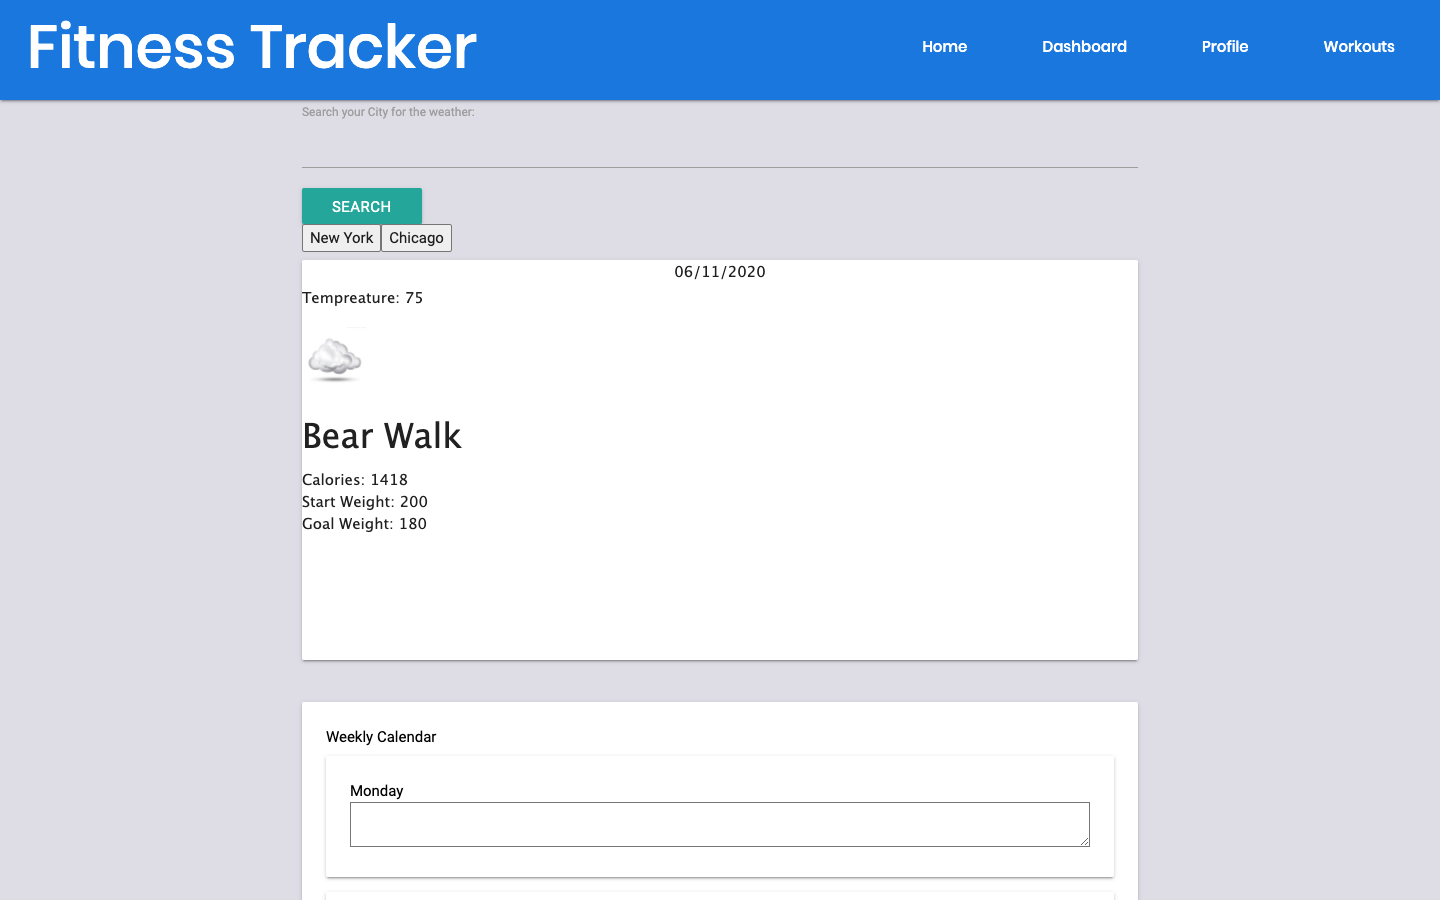 Fitness Tracker
Home Dashboard Profile Workouts
Search your City for the weather:
SEARCH
New York Chicago
06/11/2020
Tempreature: 75
Bear Walk
Calories: 1418
Start Weight: 200
Goal Weight: 180
Weekly Calendar
Monday